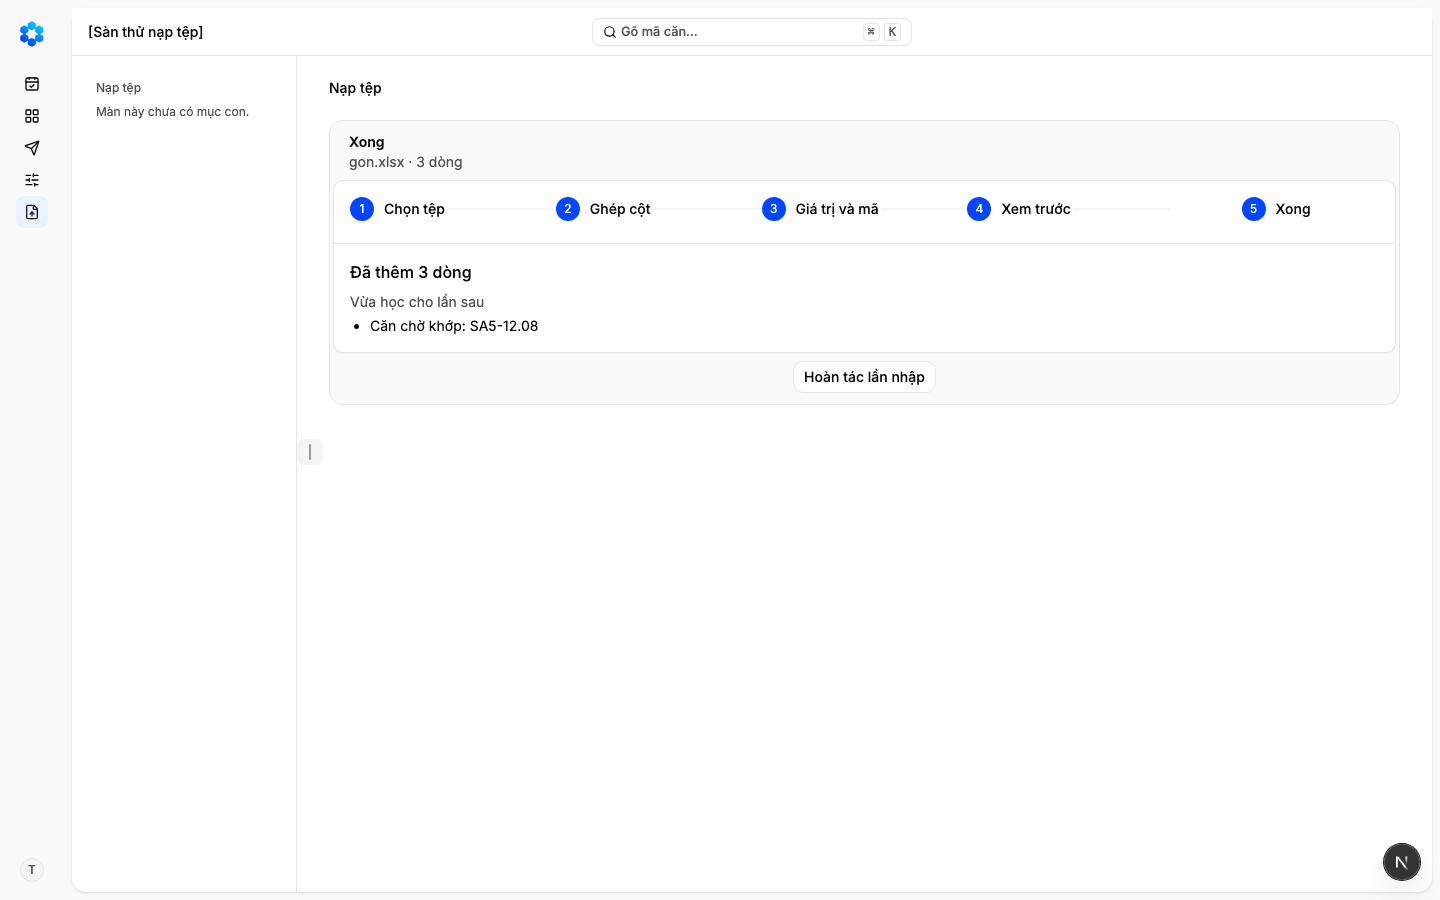 [Sàn thử nạp tệp]
Gõ mã căn...
⌘ K
Nạp tệp
Màn này chưa có mục con.
Nạp tệp
Xong
gon.xlsx · 3 dòng
1 Chọn tệp
2 Ghép cột
3 Giá trị và mã
4 Xem trước
5 Xong
Đã thêm 3 dòng
Vừa học cho lần sau
• Căn chờ khớp: SA5-12.08
Hoàn tác lần nhập
T
N